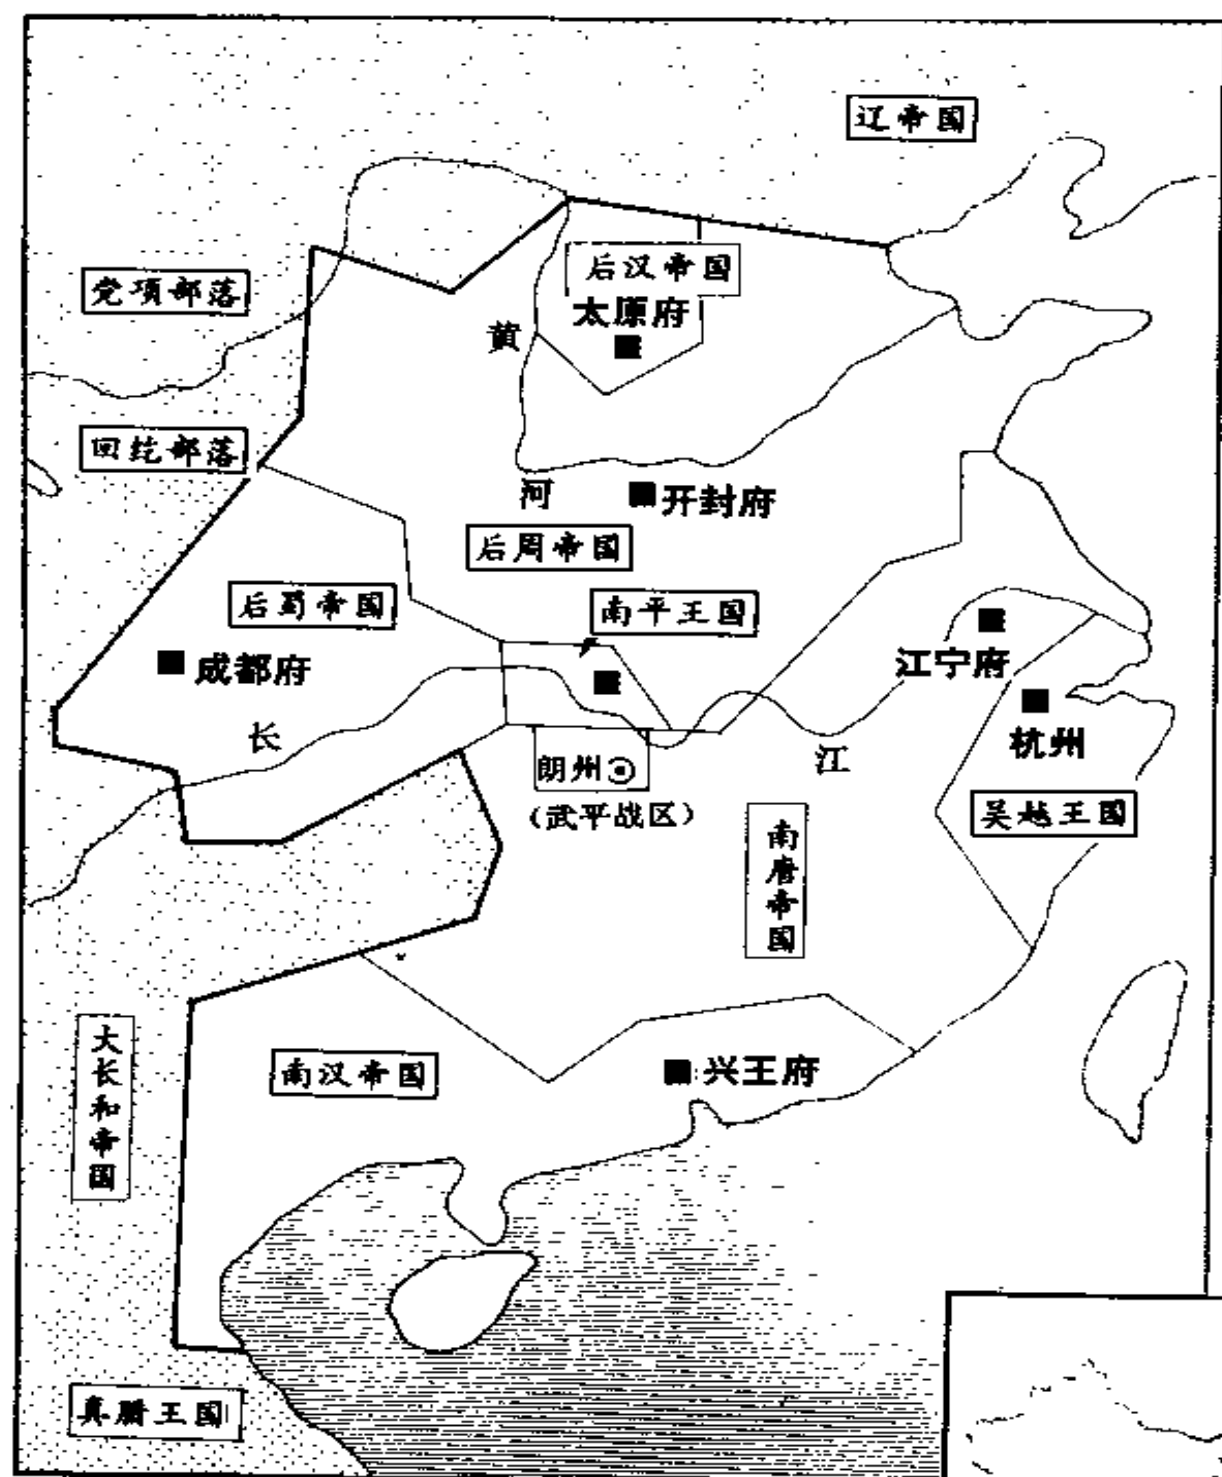 辽帝国
后汉帝国
太原府
党项部落
黄
回纥部落
河
开封府
后周帝国
后蜀帝国
南平王国
成都府
江宁府
杭州
长
江
朗州
(武平战区)
吴越王国
南唐帝国
大长和帝国
南汉帝国
兴王府
真腊王国